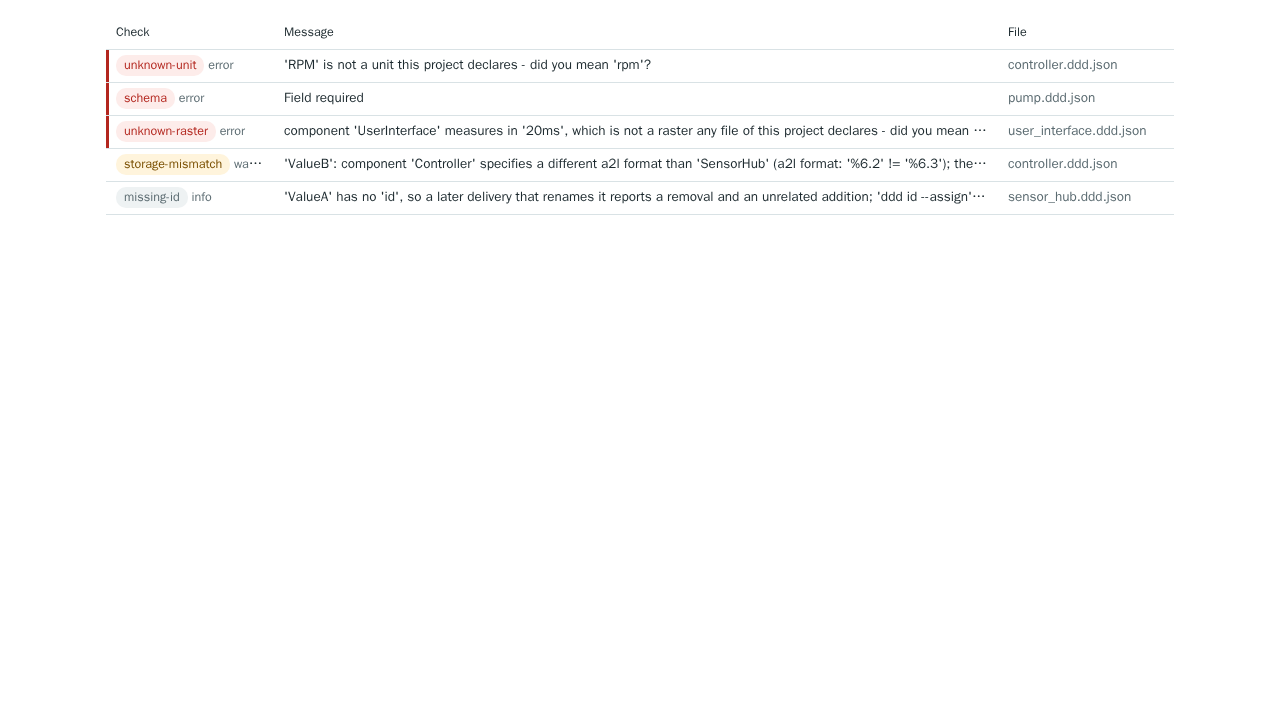 Check Message File
unknown-unit error 'RPM' is not a unit this project declares - did you mean 'rpm'? controller.ddd.json
schema error Field required pump.ddd.json
unknown-raster error component 'UserInterface' measures in '20ms', which is not a raster any file of this project declares - did you mean ··· user_interface.ddd.json
storage-mismatch wa··· 'ValueB': component 'Controller' specifies a different a2l format than 'SensorHub' (a2l format: '%6.2' != '%6.3'); the··· controller.ddd.json
missing-id info 'ValueA' has no 'id', so a later delivery that renames it reports a removal and an unrelated addition; 'ddd id --assign'··· sensor_hub.ddd.json